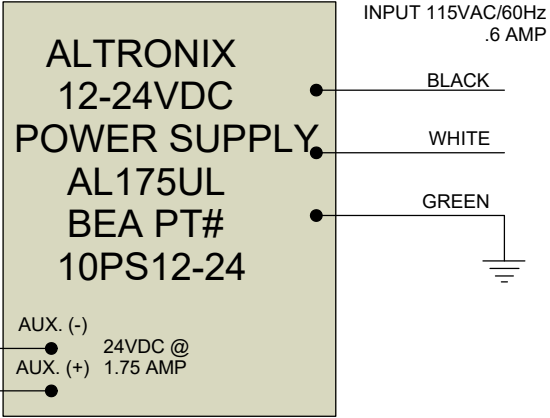 INPUT 115VAC/60Hz
.6 AMP
ALTRONIX
12-24VDC
POWER SUPPLY
AL175UL
BEA PT#
10PS12-24
BLACK
WHITE
GREEN
AUX. (-)
24VDC @
AUX. (+) 1.75 AMP